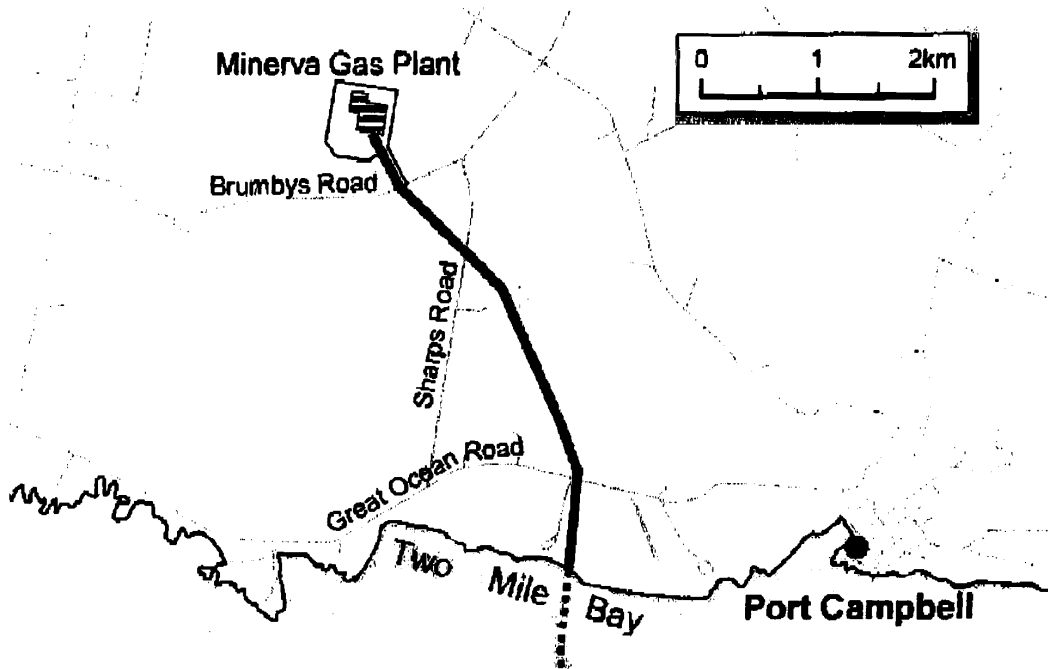 Minerva Gas Plant
0 1 2km
Brumbys Road
Sharps Road
Great Ocean Road
Two Mile Bay
Port Campbell